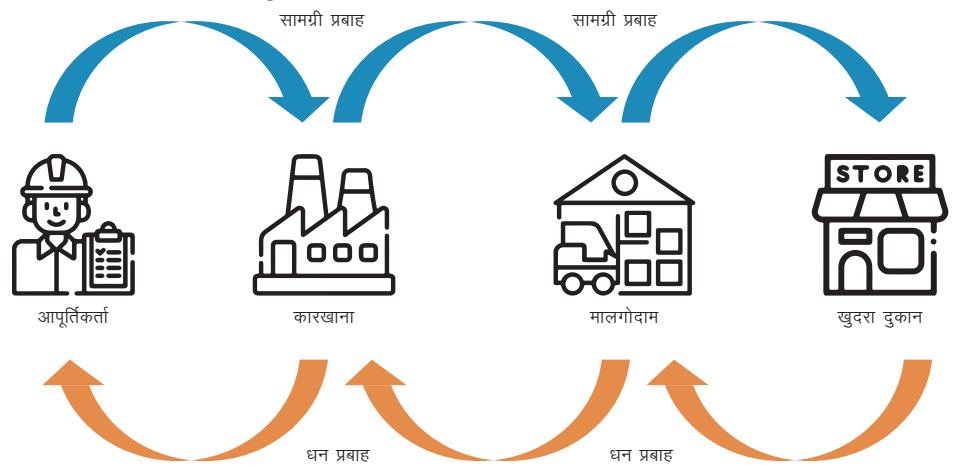 सामग्री प्रबाह
सामग्री प्रबाह
STORE
आपूर्तिकर्ता
कारखाना
मालगोदाम
खुदरा दुकान
धन प्रबाह
धन प्रबाह